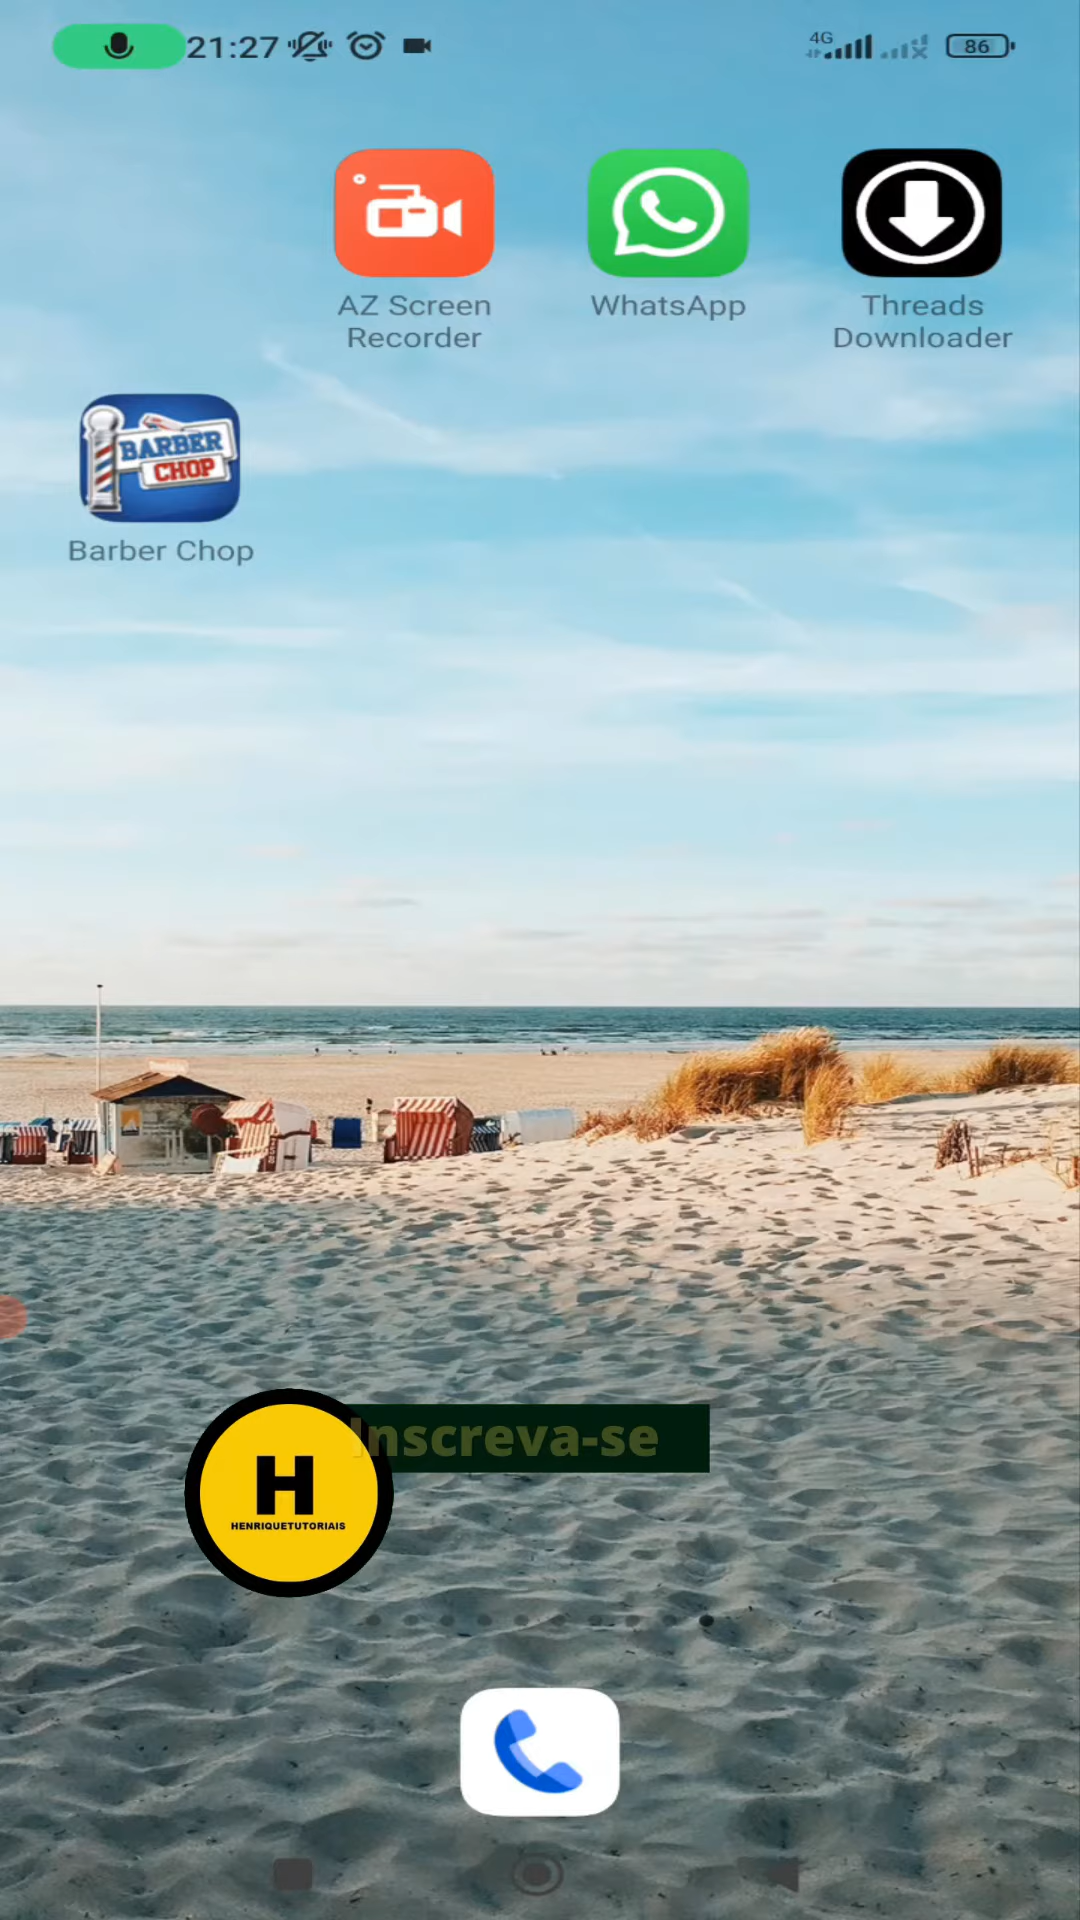 21:27
4G
86
AZ Screen
Recorder
WhatsApp
Threads
Downloader
BARBER
CHOP
Barber Chop
Inscreva-se
H
HENRIQUETUTORIAIS